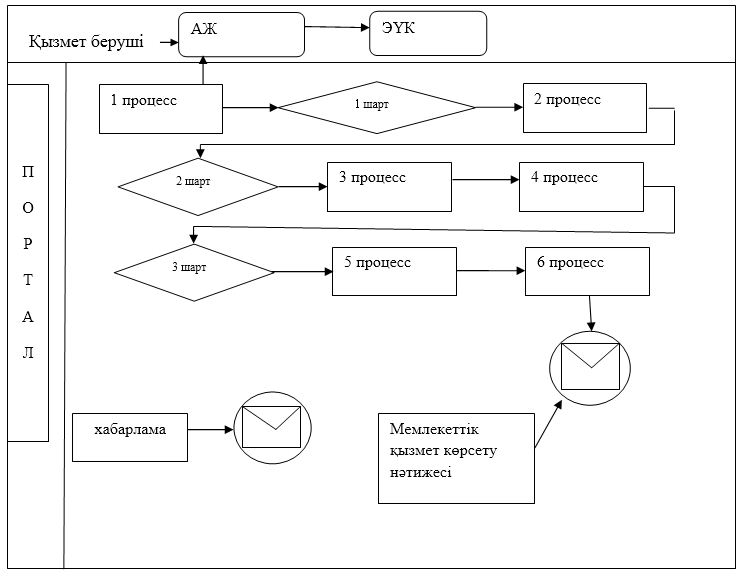 Қызмет беруші
АЖ
ЭҮК
1 процесс
1 шарт
2 процесс
2 шарт
3 процесс
4 процесс
3 шарт
5 процесс
6 процесс
П
О
Р
Т
А
Л
хабарлама
Мемлекеттік
қызмет көрсету
нәтижесі